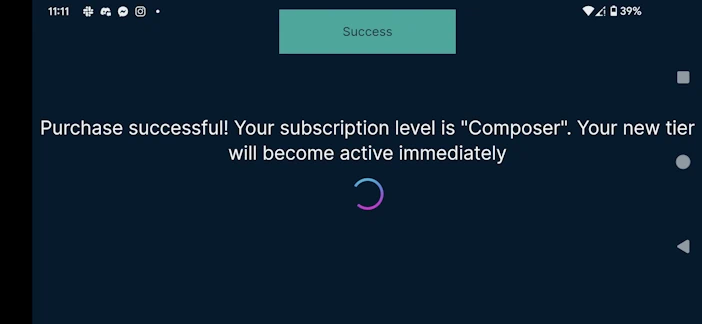 11:11
39%
Success
Purchase successful! Your subscription level is "Composer". Your new tier
will become active immediately